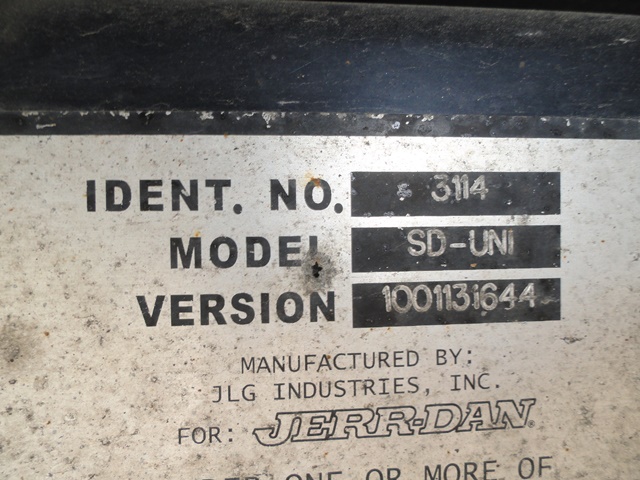 IDENT. NO. 3114
MODEL SD-UNI
VERSION 1001131644
MANUFACTURED BY:
JLG INDUSTRIES, INC.
FOR: JERR-DAN
ONE OR MORE OF